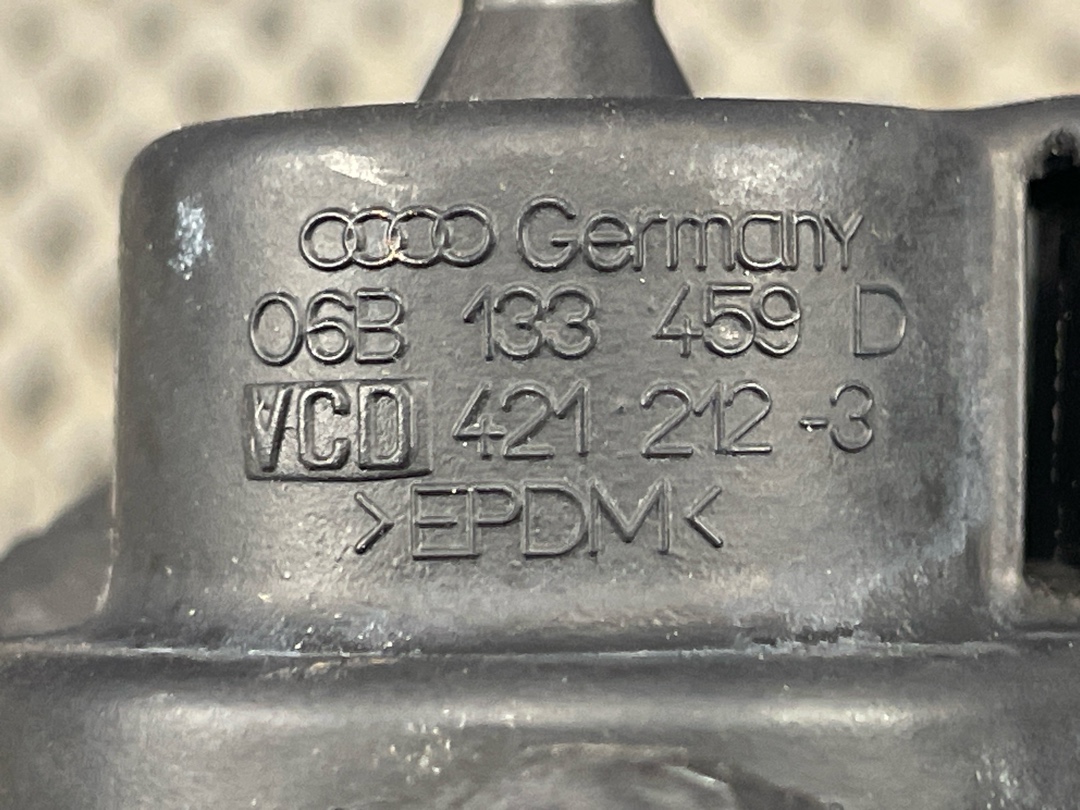 Germany
06B 133 459 D
VCD 421 212 -3
>EPDM<